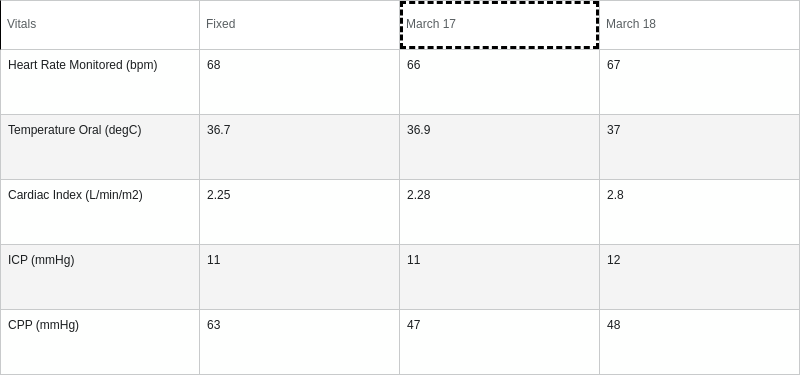 Vitals Fixed March 17 March 18
Heart Rate Monitored (bpm) 68 66 67
Temperature Oral (degC) 36.7 36.9 37
Cardiac Index (L/min/m2) 2.25 2.28 2.8
ICP (mmHg) 11 11 12
CPP (mmHg) 63 47 48